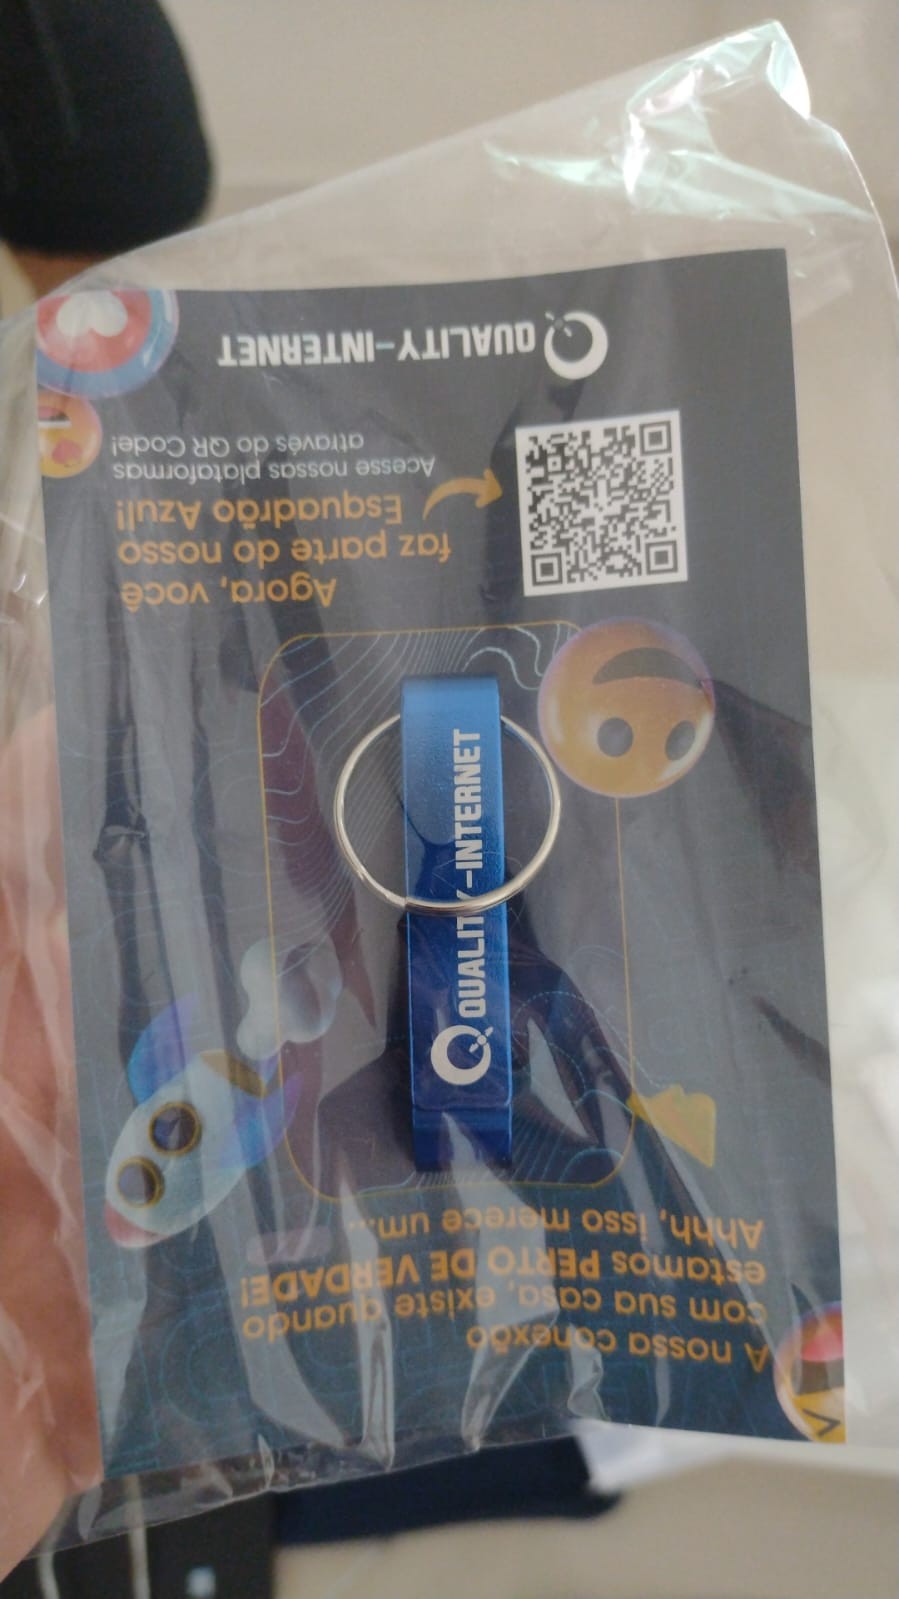 A nossa conexão
com sua casa, existe quando
estamos PERTO DE VERDADE!
Ahhh, isso merece um...
QUALITY-INTERNET
Agora, você
faz parte do nosso
Esquadrão Azul!
Acesse nossas plataformas
através do QR Code!
QUALITY-INTERNET